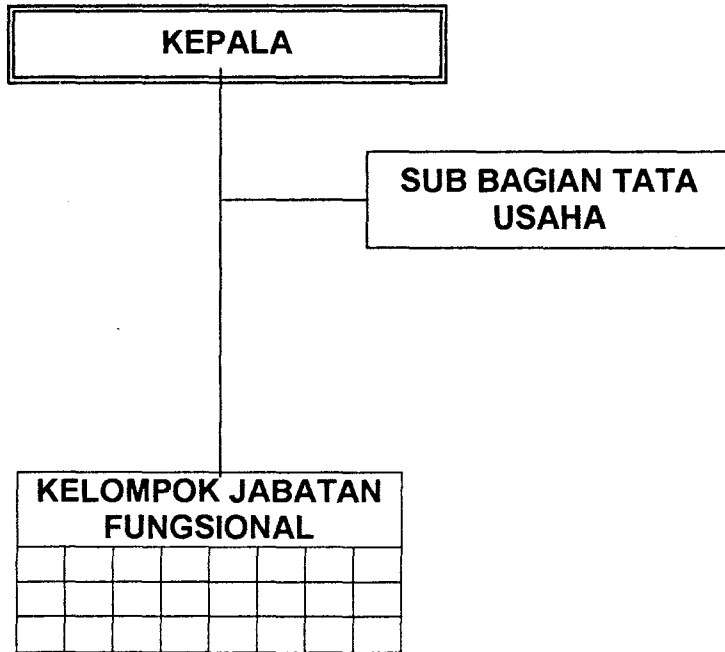 KEPALA
SUB BAGIAN TATA
USAHA
KELOMPOK JABATAN
FUNGSIONAL